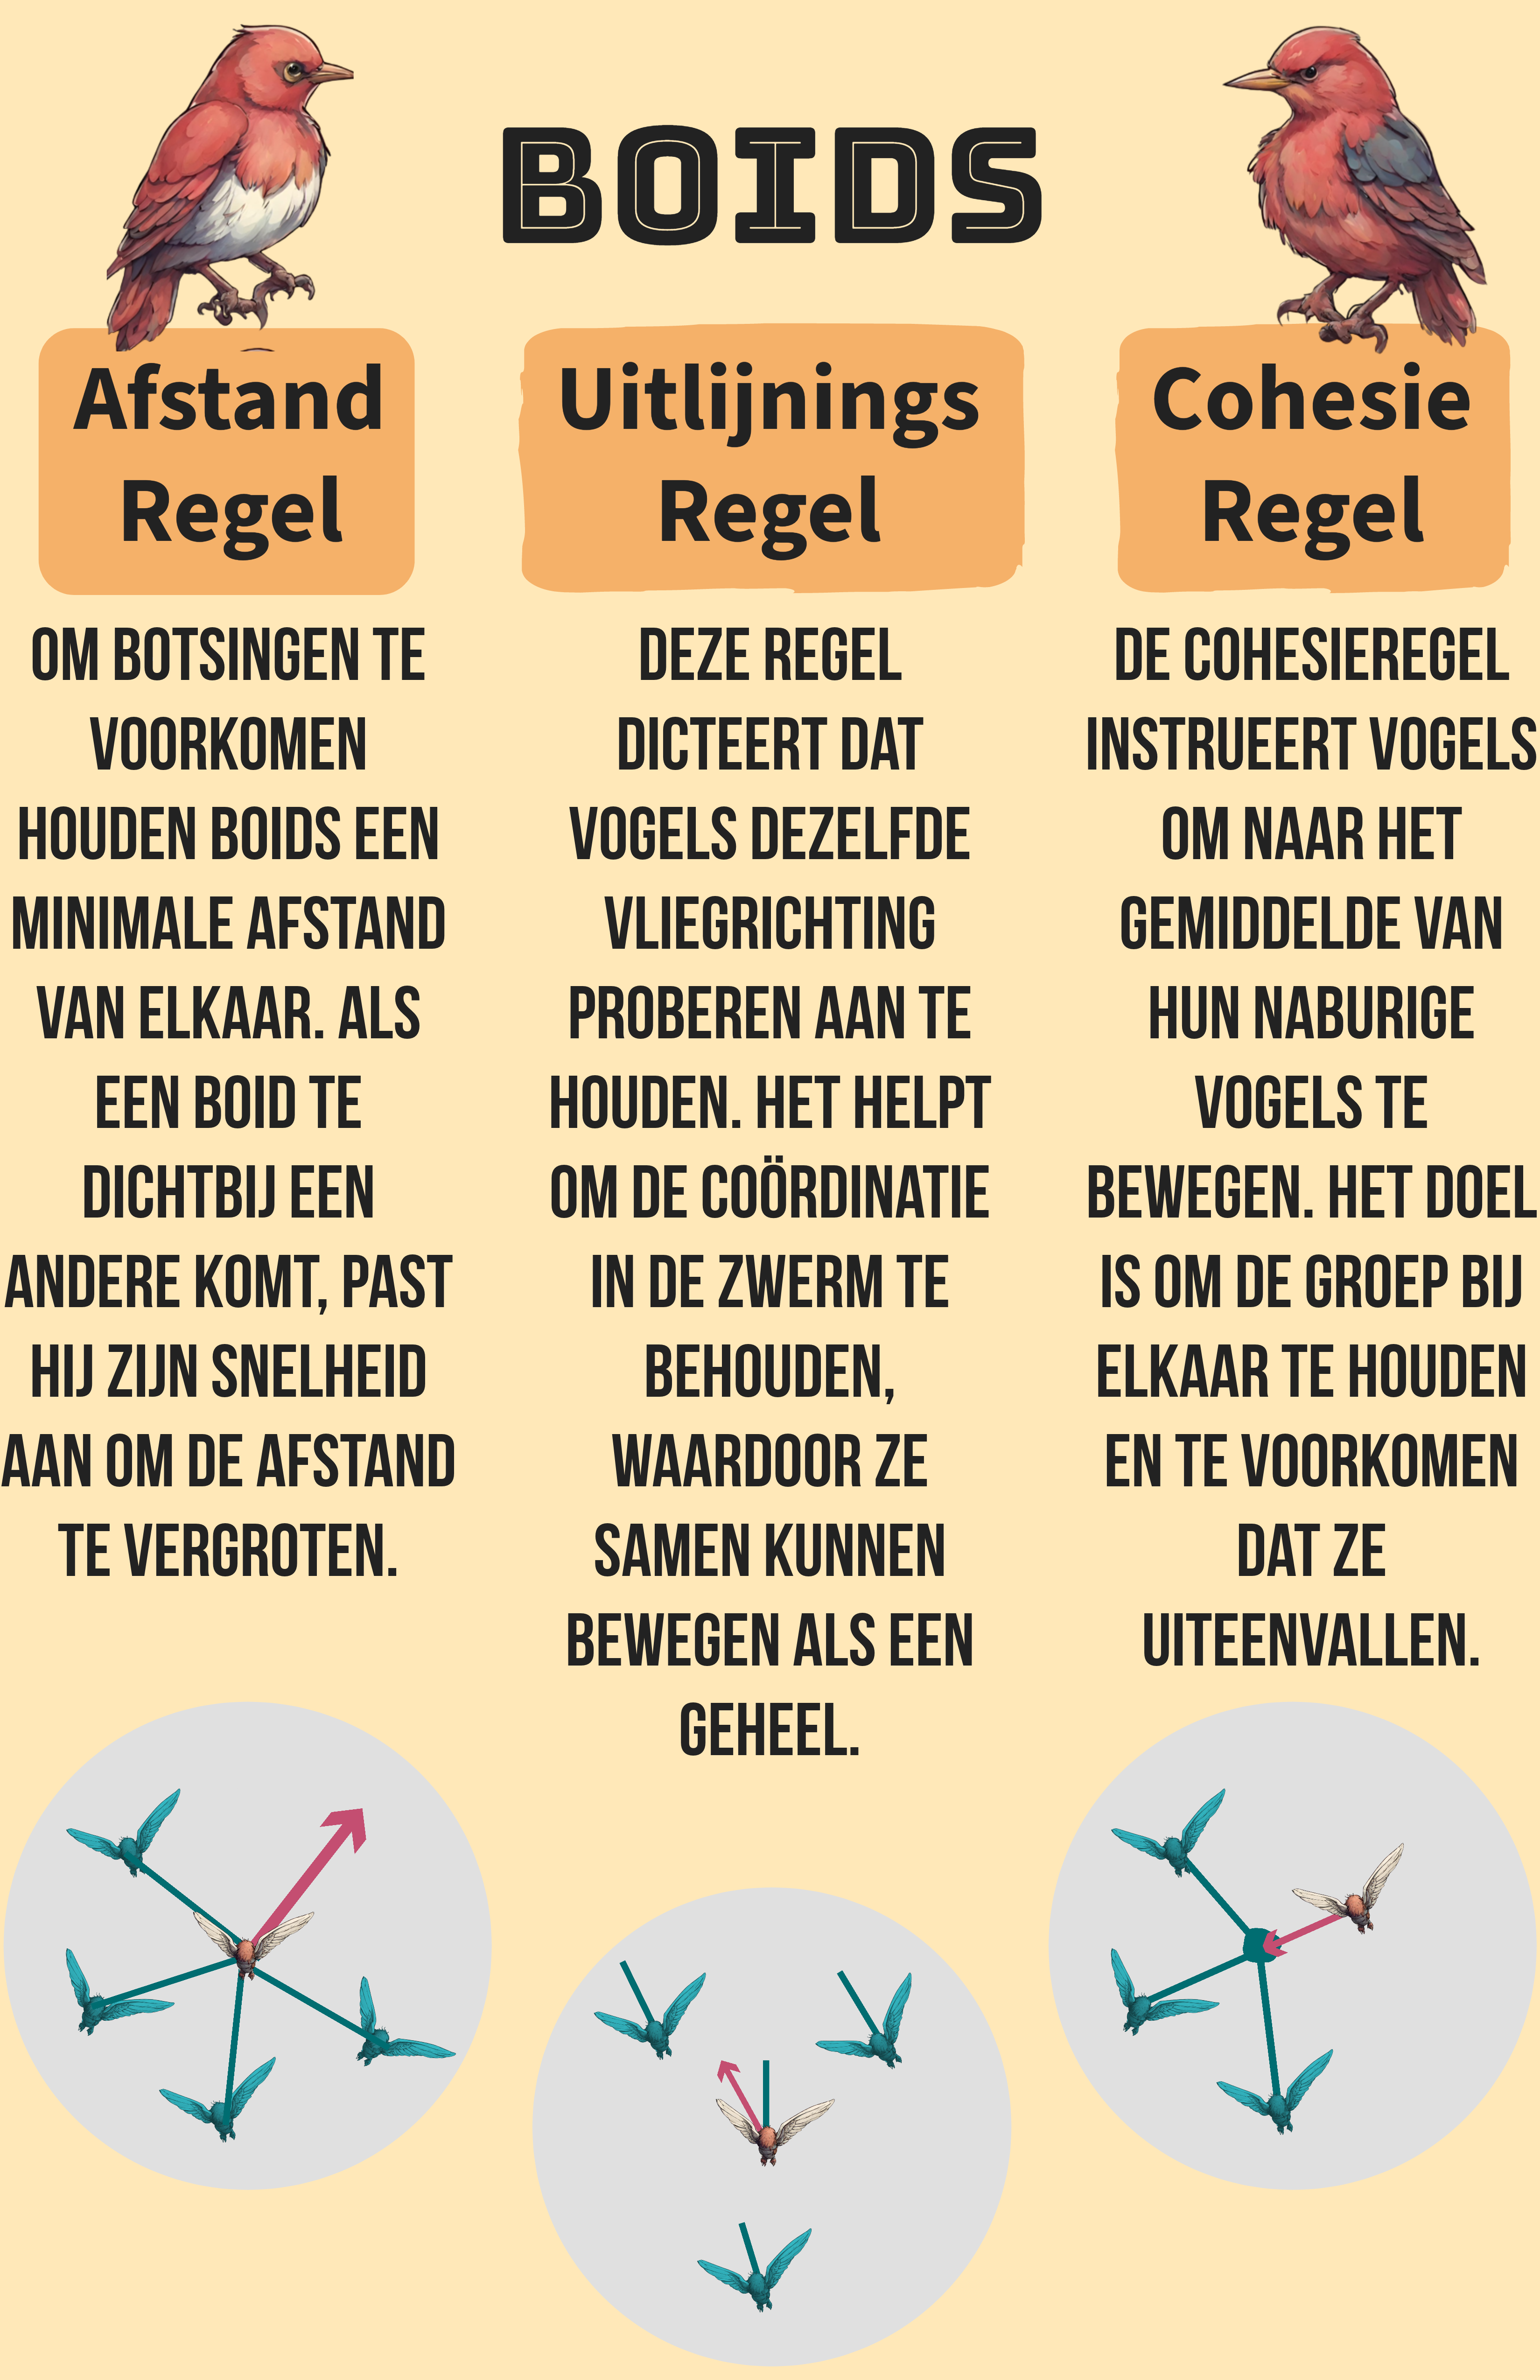 BOIDS
Afstand
Regel
OM BOTSINGEN TE
VOORKOMEN
HOUDEN BOIDS EEN
MINIMALE AFSTAND
VAN ELKAAR. ALS
EEN BOID TE
DICHTBIJ EEN
ANDERE KOMT, PAST
HIJ ZIJN SNELHEID
AAN OM DE AFSTAND
TE VERGROTEN.
Uitlijnings
Regel
DEZE REGEL
DICTEERT DAT
VOGELS DEZELFDE
VLIEGRICHTING
PROBEREN AAN TE
HOUDEN. HET HELPT
OM DE COÖRDINATIE
IN DE ZWERM TE
BEHOUDEN,
WAARDOOR ZE
SAMEN KUNNEN
BEWEGEN ALS EEN
GEHEEL.
Cohesie
Regel
DE COHESIEREGEL
INSTRUEERT VOGELS
OM NAAR HET
GEMIDDELDE VAN
HUN NABURIGE
VOGELS TE
BEWEGEN. HET DOEL
IS OM DE GROEP BIJ
ELKAAR TE HOUDEN
EN TE VOORKOMEN
DAT ZE
UITEENVALLEN.